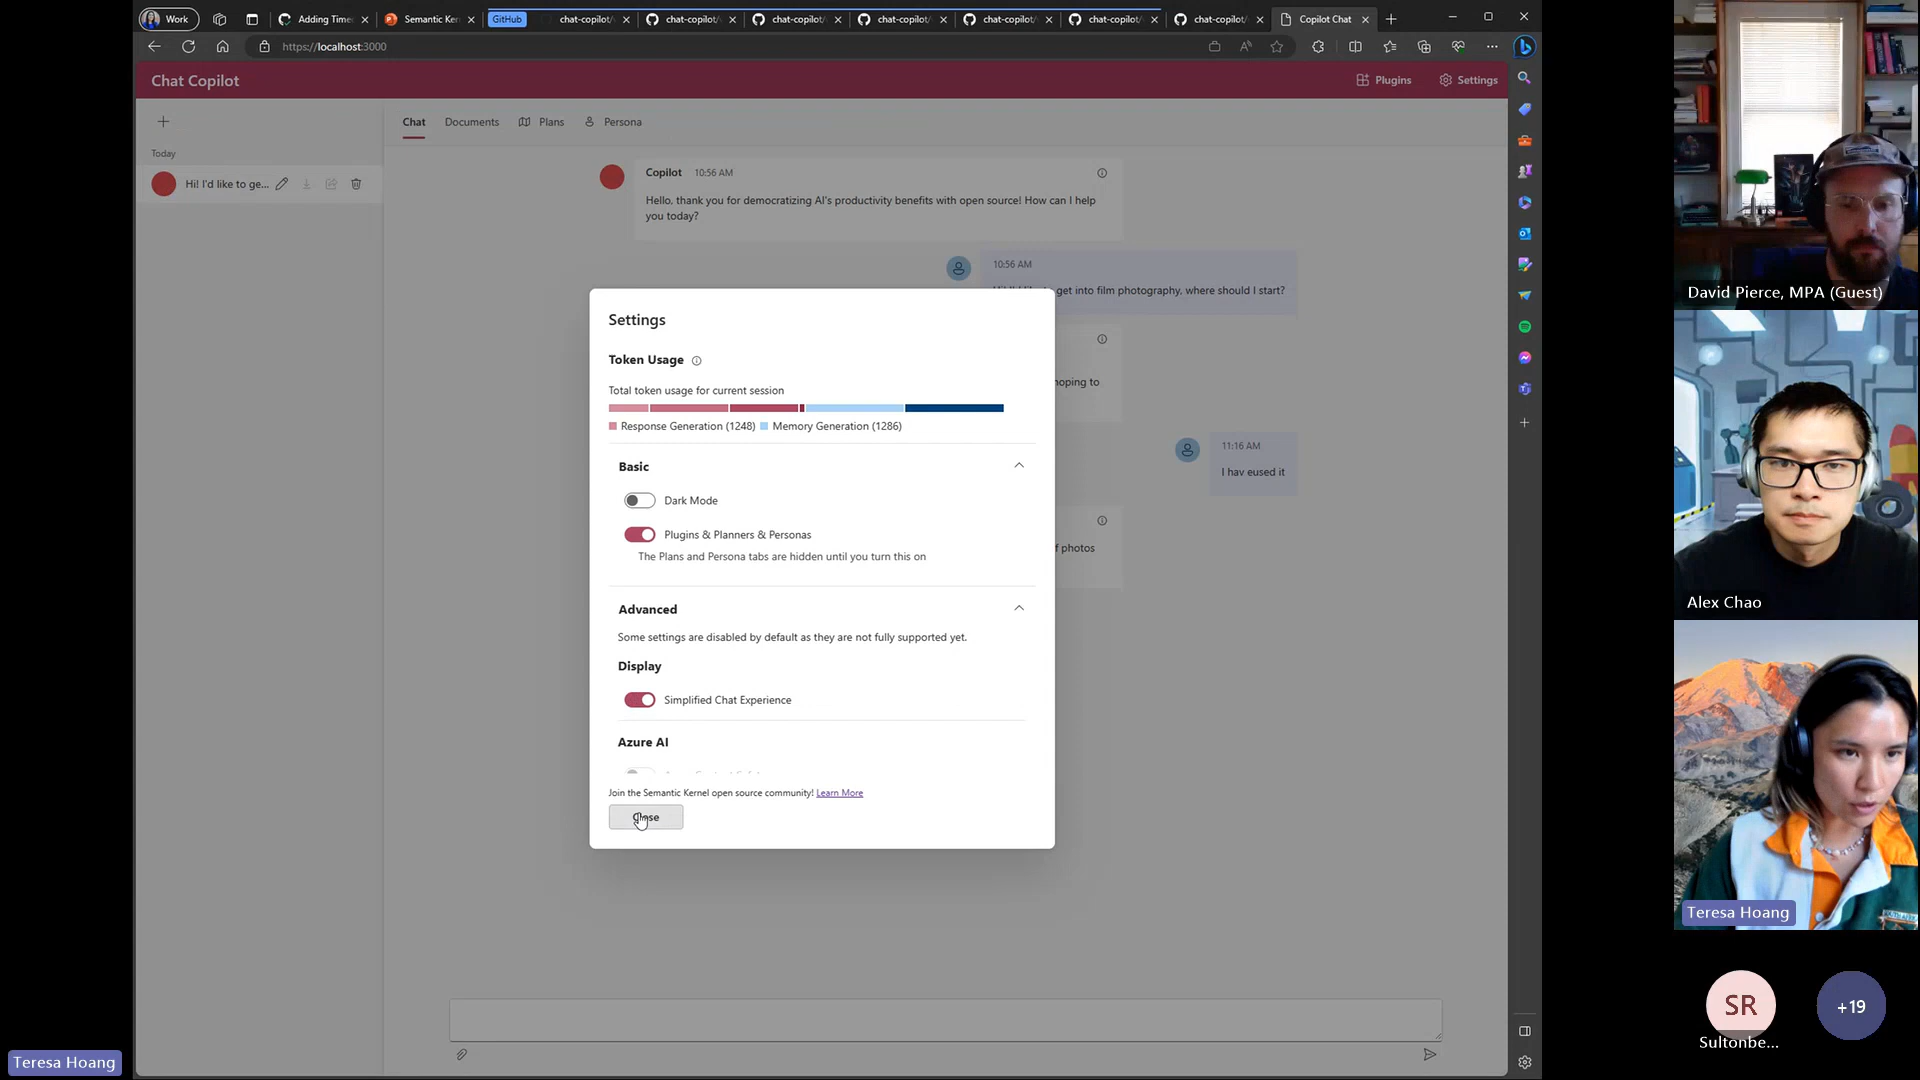 Work
Adding Time
Semantic Ke
GitHub
chat-copilot/
chat-copilot/
chat-copilot/
chat-copilot/
chat-copilot/
chat-copilot/
chat-copilot/
Copilot Chat
https://localhost:3000
Chat Copilot
Plugins
Settings
Chat
Documents
Plans
Persona
Today
Hi! I'd like to ge...
Copilot 10:56 AM
Hello, thank you for democratizing AI's productivity benefits with open source! How can I help
you today?
10:56 AM
get into film photography, where should I start?
hoping to
11:16 AM
I hav eused it
f photos
Settings
Token Usage
Total token usage for current session
Response Generation (1248)
Memory Generation (1286)
Basic
Dark Mode
Plugins & Planners & Personas
The Plans and Persona tabs are hidden until you turn this on
Advanced
Some settings are disabled by default as they are not fully supported yet.
Display
Simplified Chat Experience
Azure AI
Join the Semantic Kernel open source community! Learn More
Close
David Pierce, MPA (Guest)
Alex Chao
Teresa Hoang
SR
+19
Sultonbe...
Teresa Hoang